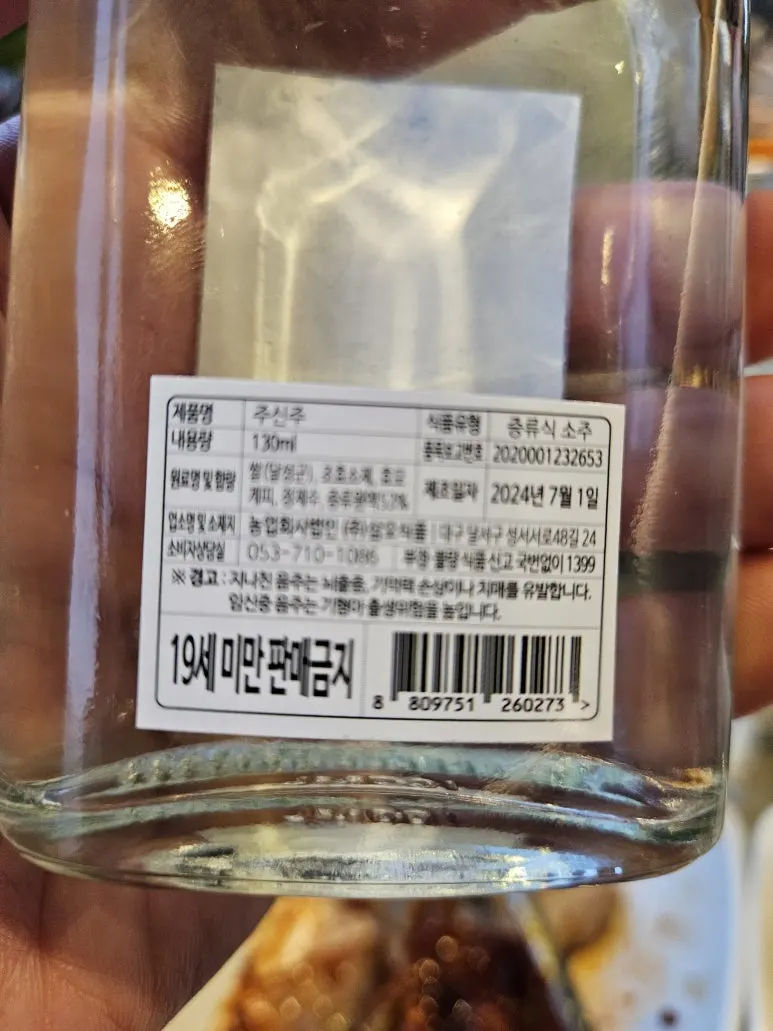 제품명 주신주 식품유형 증류식 소주
내용량 130ml 품목보고번호 2020001232653
원료명 및 함량 쌀(달성군), 조효소제, 효모
계피, 정제수 제조일자 2024년 7월 1일
업소명 및 소재지 농업회사법인 (주) 대구 달서구 성서서로48길 24
소비자상담실 053-710-1086 부정·불량 식품 신고 국번없이 1399
※ 경고 : 지나친 음주는 뇌졸중, 기억력 손상이나 치매를 유발합니다.
임신중 음주는 기형아 출생위험을 높입니다.
19세 미만 판매금지
8 809751 260273 >